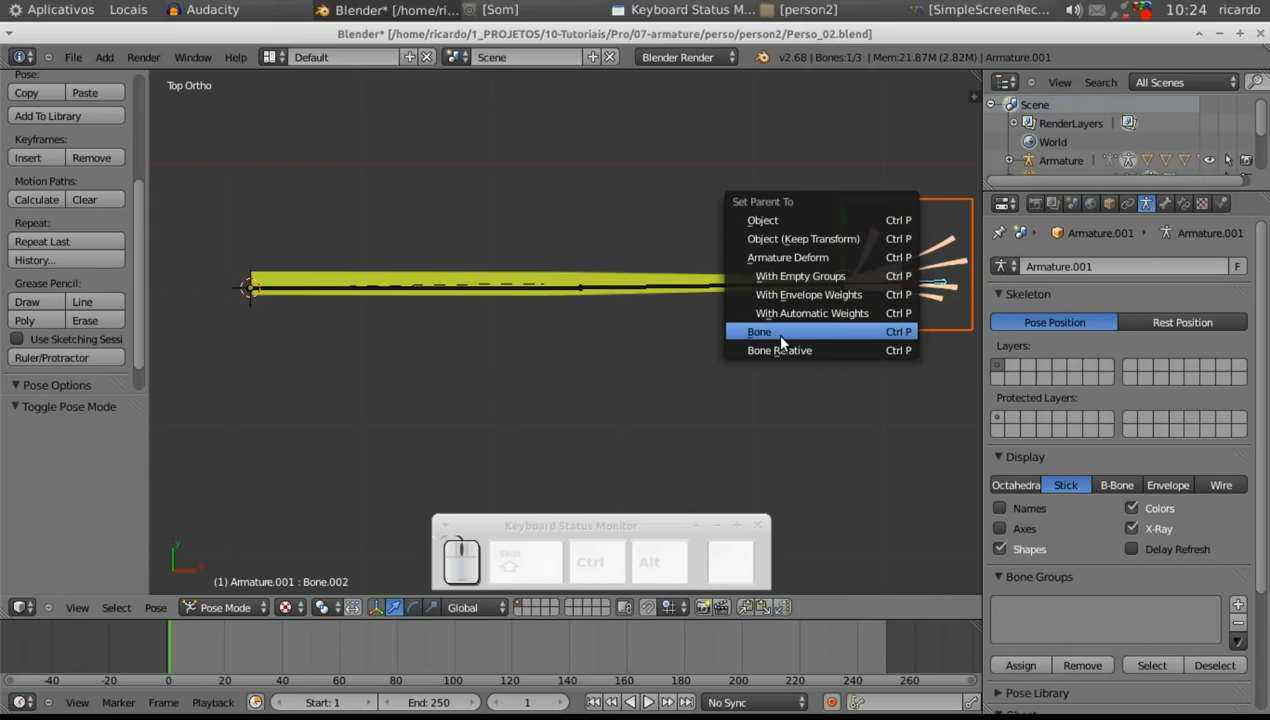 Aplicativos Locais Audacity Blender* [/home/ri... [Som] Keyboard Status M... [person2] [SimpleScreenRec... 10:24 ricardo
Blender* [/home/ricardo/1_PROJETOS/10-Tutoriais/Pro/07-armature/perso/person2/Perso_02.blend]
File Add Render Window Help Default Scene Blender Render v2.68 | Bones:1/3 | Mem:21.87M (2.82M) | Armature.001
View Search All Scenes
Pose:
Copy Paste
Add To Library
Keyframes:
Insert Remove
Motion Paths:
Calculate Clear
Repeat:
Repeat Last
History...
Grease Pencil:
Draw Line
Poly Erase
Use Sketching Sessi
Ruler/Protractor
Pose Options
Toggle Pose Mode
Top Ortho
Set Parent To
Object Ctrl P
Object (Keep Transform) Ctrl P
Armature Deform Ctrl P
With Empty Groups Ctrl P
With Envelope Weights Ctrl P
With Automatic Weights Ctrl P
Bone Ctrl P
Bone Relative Ctrl P
Keyboard Status Monitor
Shift Ctrl Alt
y
x
(1) Armature.001 : Bone.002
View Select Pose Pose Mode Global
-40 -20 0 20 40 60 80 100 120 140 160 180 200 220 240 260
View Marker Frame Playback Start: 1 End: 250 1 No Sync
Scene
RenderLayers
World
Armature
Armature.001 Armature.001
Armature.001 F
Skeleton
Pose Position Rest Position
Layers:
Protected Layers:
Display
Octahedra Stick B-Bone Envelope Wire
Names Colors
Axes X-Ray
Shapes Delay Refresh
Bone Groups
Assign Remove Select Deselect
Pose Library